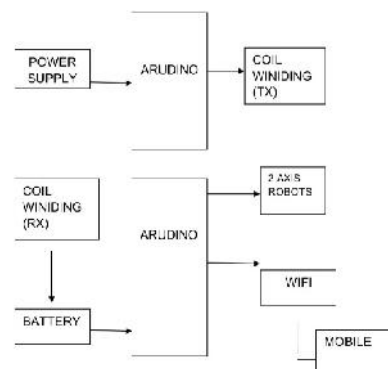 POWER
SUPPLY
ARUDINO
COIL
WINIDING
(TX)
COIL
WINIDING
(RX)
ARUDINO
2 AXIS
ROBOTS
WIFI
BATTERY
MOBILE